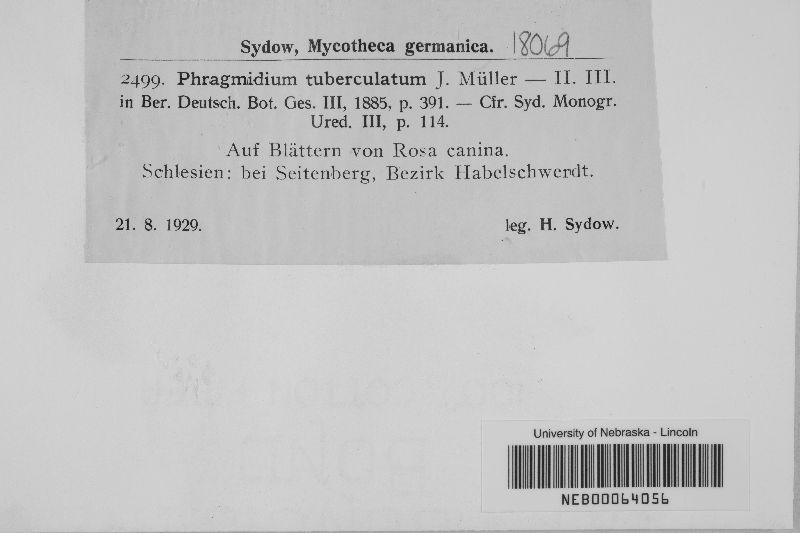 Sydow, Mycotheca germanica. 18069
2499. Phragmidium tuberculatum J. Müller — II. III.
in Ber. Deutsch. Bot. Ges. III, 1885, p. 391. — Cfr. Syd. Monogr.
Ured. III, p. 114.
Auf Blättern von Rosa canina.
Schlesien: bei Seitenberg, Bezirk Habelschwerdt.
21. 8. 1929. leg. H. Sydow.
University of Nebraska - Lincoln
NEB00064056